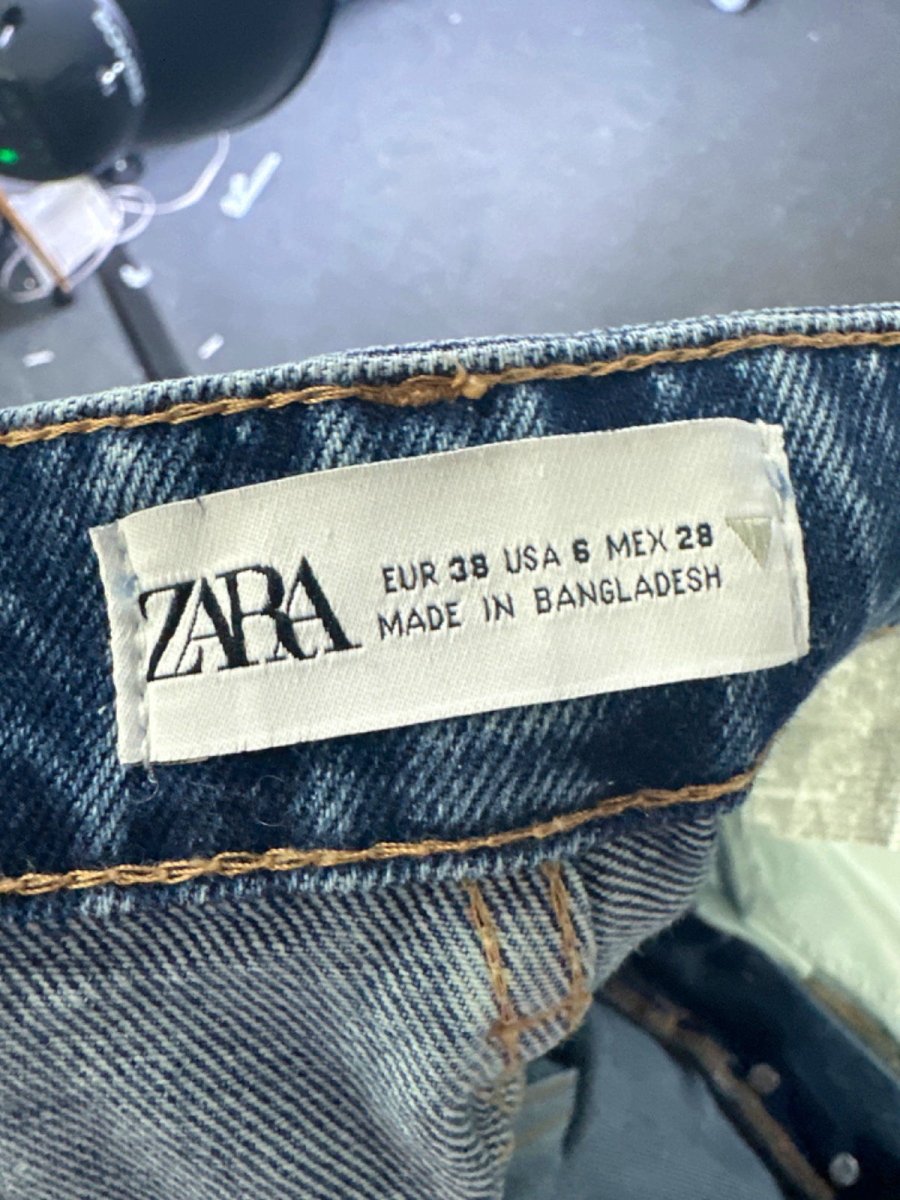 ZARA
EUR 38 USA 6 MEX 28
MADE IN BANGLADESH